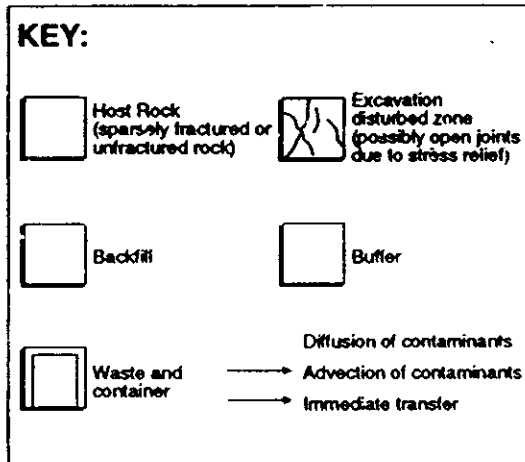 KEY:
Host Rock
(sparsely fractured or
unfractured rock)
Excavation
disturbed zone
(possibly open joints
due to stress relief)
Backfill
Buffer
Waste and
container
Diffusion of contaminants
Advection of contaminants
Immediate transfer